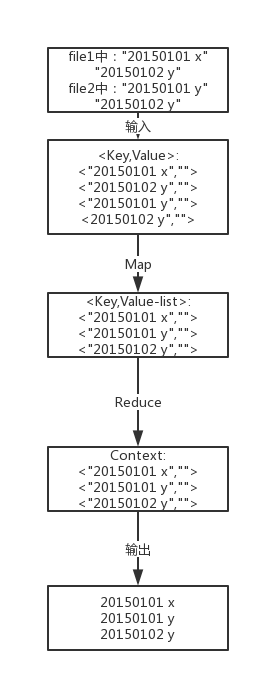 file1中："20150101 x"
"20150102 y"
file2中："20150101 y"
"20150102 y"
输入
<Key,Value>:
<"20150101 x","">
<"20150102 y","">
<"20150101 y","">
<20150102 y","">
Map
<Key,Value-list>:
<"20150101 x","">
<"20150101 y","">
<"20150102 y","">
Reduce
Context:
<"20150101 x","">
<"20150101 y","">
<"20150102 y","">
输出
20150101 x
20150101 y
20150102 y